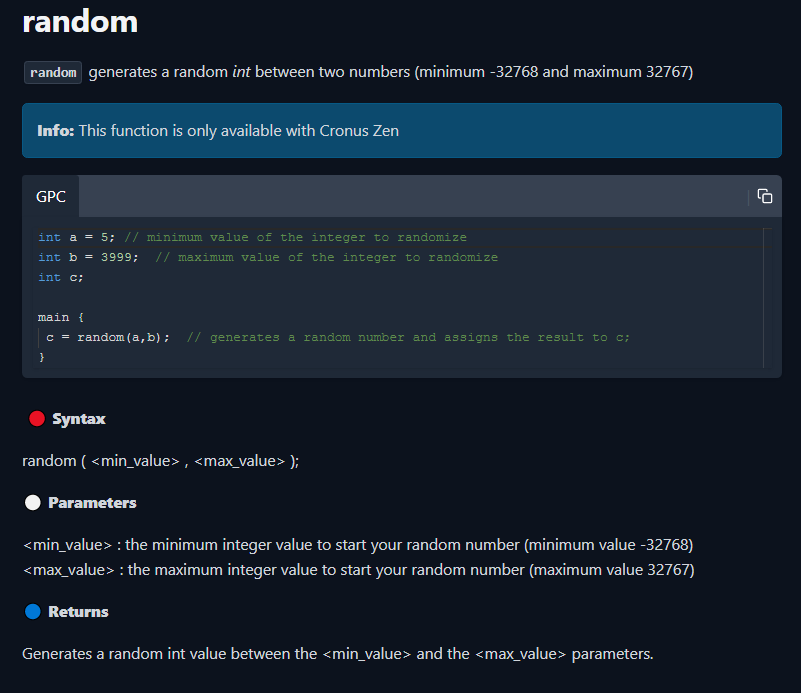 random
random generates a random int between two numbers (minimum -32768 and maximum 32767)
Info: This function is only available with Cronus Zen
GPC
int a = 5; // minimum value of the integer to randomize
int b = 3999;  // maximum value of the integer to randomize
int c;
main {
 c = random(a,b);  // generates a random number and assigns the result to c;
}
Syntax
random ( <min_value> , <max_value> );
Parameters
<min_value> : the minimum integer value to start your random number (minimum value -32768)
<max_value> : the maximum integer value to start your random number (maximum value 32767)
Returns
Generates a random int value between the <min_value> and the <max_value> parameters.